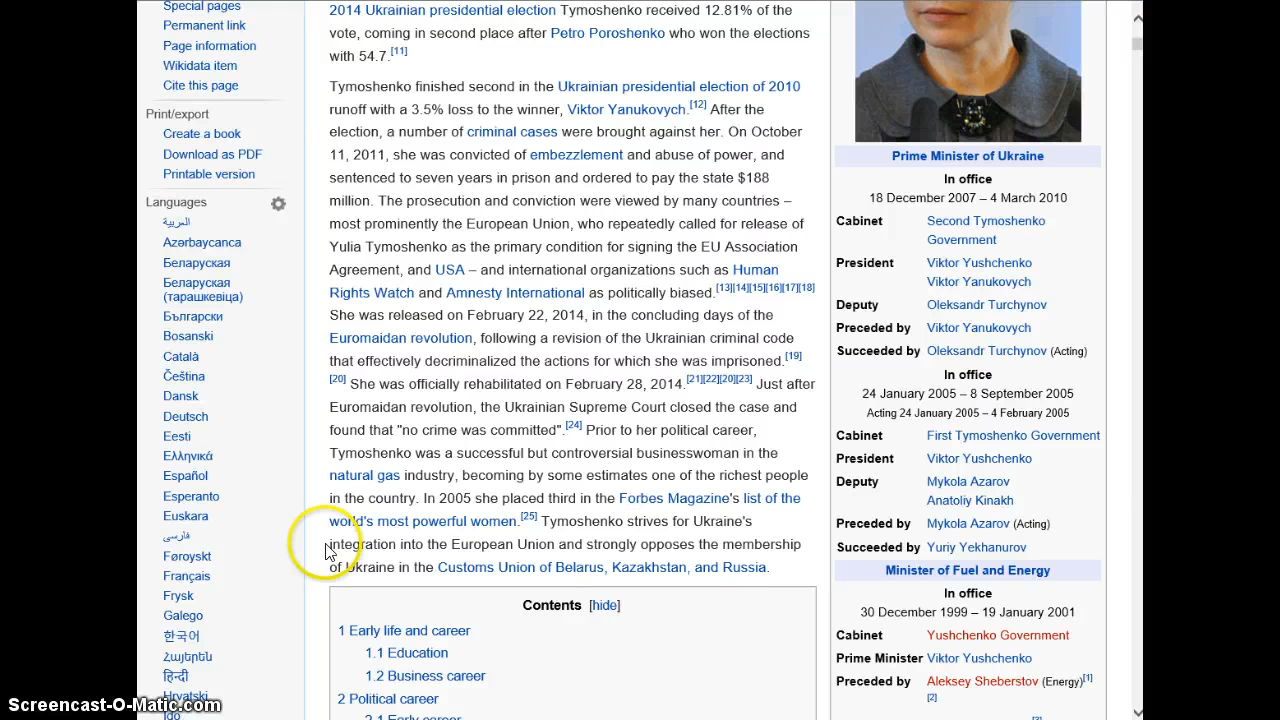 Special pages
Permanent link
Page information
Wikidata item
Cite this page
Print/export
Create a book
Download as PDF
Printable version
Languages
العربية
Azərbaycanca
Беларуская
Беларуская
(тарашкевіца)
Български
Bosanski
Català
Čeština
Dansk
Deutsch
Eesti
Ελληνικά
Español
Esperanto
Euskara
فارسی
Føroyskt
Français
Frysk
Galego
한국어
Հայերեն
हिन्दी
Hrvatski
Ido
2014 Ukrainian presidential election Tymoshenko received 12.81% of the
vote, coming in second place after Petro Poroshenko who won the elections
with 54.7.[11]
Tymoshenko finished second in the Ukrainian presidential election of 2010
runoff with a 3.5% loss to the winner, Viktor Yanukovych.[12] After the
election, a number of criminal cases were brought against her. On October
11, 2011, she was convicted of embezzlement and abuse of power, and
sentenced to seven years in prison and ordered to pay the state $188
million. The prosecution and conviction were viewed by many countries –
most prominently the European Union, who repeatedly called for release of
Yulia Tymoshenko as the primary condition for signing the EU Association
Agreement, and USA – and international organizations such as Human
Rights Watch and Amnesty International as politically biased.[13][14][15][16][17][18]
She was released on February 22, 2014, in the concluding days of the
Euromaidan revolution, following a revision of the Ukrainian criminal code
that effectively decriminalized the actions for which she was imprisoned.[19]
[20] She was officially rehabilitated on February 28, 2014.[21][22][20][23] Just after
Euromaidan revolution, the Ukrainian Supreme Court closed the case and
found that "no crime was committed".[24] Prior to her political career,
Tymoshenko was a successful but controversial businesswoman in the
natural gas industry, becoming by some estimates one of the richest people
in the country. In 2005 she placed third in the Forbes Magazine's list of the
world's most powerful women.[25] Tymoshenko strives for Ukraine's
integration into the European Union and strongly opposes the membership
of Ukraine in the Customs Union of Belarus, Kazakhstan, and Russia.
Contents [hide]
1 Early life and career
1.1 Education
1.2 Business career
2 Political career
2.1 Early career
Prime Minister of Ukraine
In office
18 December 2007 – 4 March 2010
Cabinet Second Tymoshenko
Government
President Viktor Yushchenko
Viktor Yanukovych
Deputy Oleksandr Turchynov
Preceded by Viktor Yanukovych
Succeeded by Oleksandr Turchynov (Acting)
In office
24 January 2005 – 8 September 2005
Acting 24 January 2005 – 4 February 2005
Cabinet First Tymoshenko Government
President Viktor Yushchenko
Deputy Mykola Azarov
Anatoliy Kinakh
Preceded by Mykola Azarov (Acting)
Succeeded by Yuriy Yekhanurov
Minister of Fuel and Energy
In office
30 December 1999 – 19 January 2001
Cabinet Yushchenko Government
Prime Minister Viktor Yushchenko
Preceded by Aleksey Sheberstov (Energy)[1]
[2]
[3]
Screencast-O-Matic.com